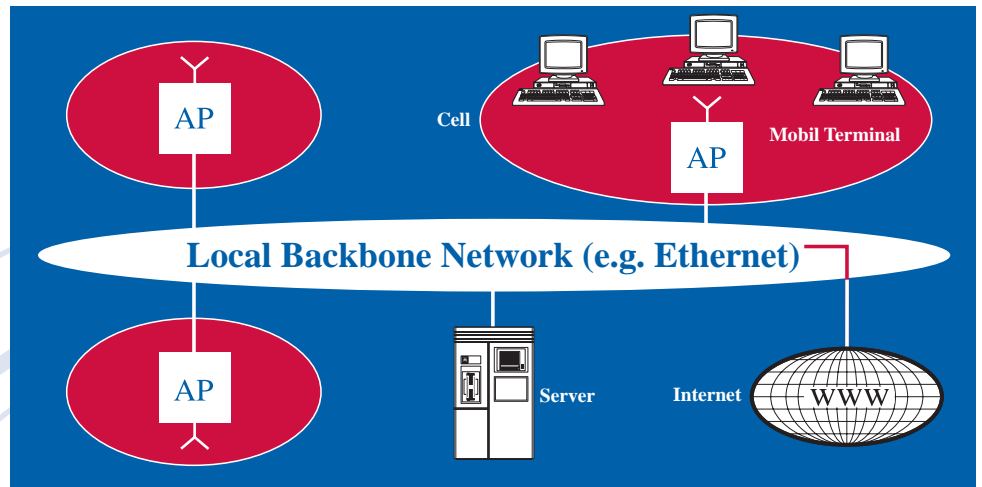 AP
Cell
AP
Mobil Terminal
Local Backbone Network (e.g. Ethernet)
AP
Server
Internet
WWW